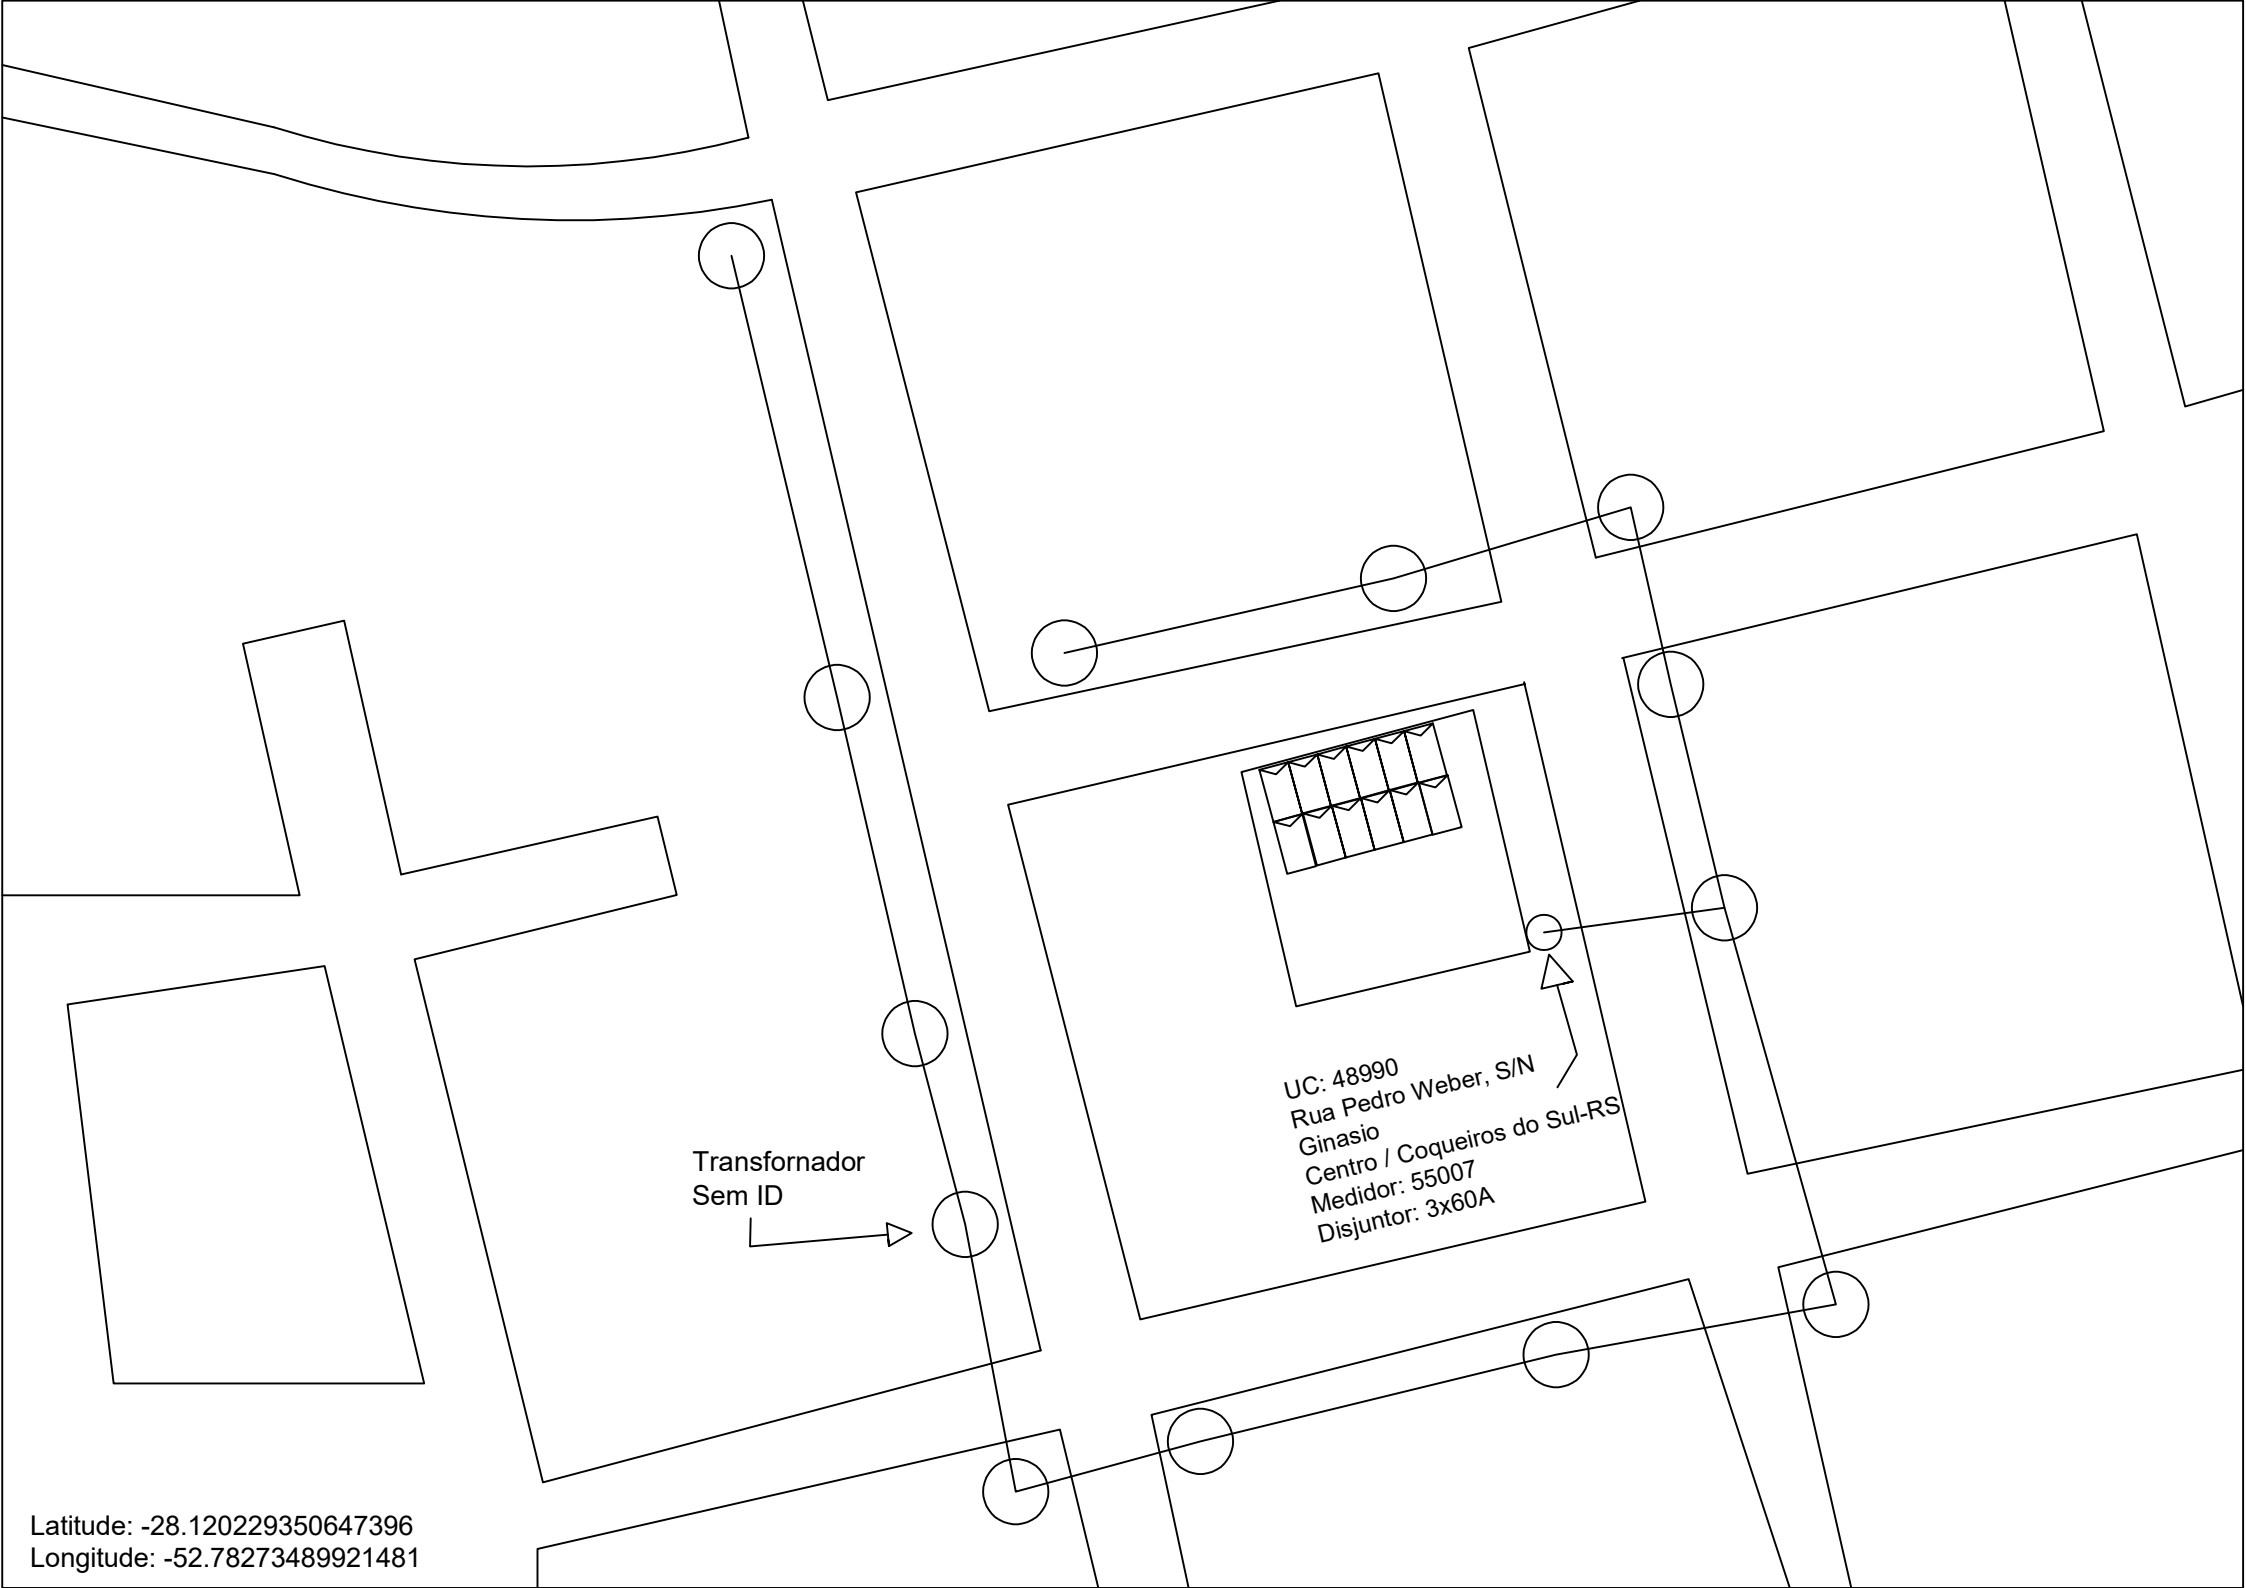 UC: 48990
Rua Pedro Weber, S/N
Ginasio
Centro / Coqueiros do Sul-RS
Medidor: 55007
Disjuntor: 3x60A
Transfornador
Sem ID
Latitude: -28.120229350647396
Longitude: -52.78273489921481